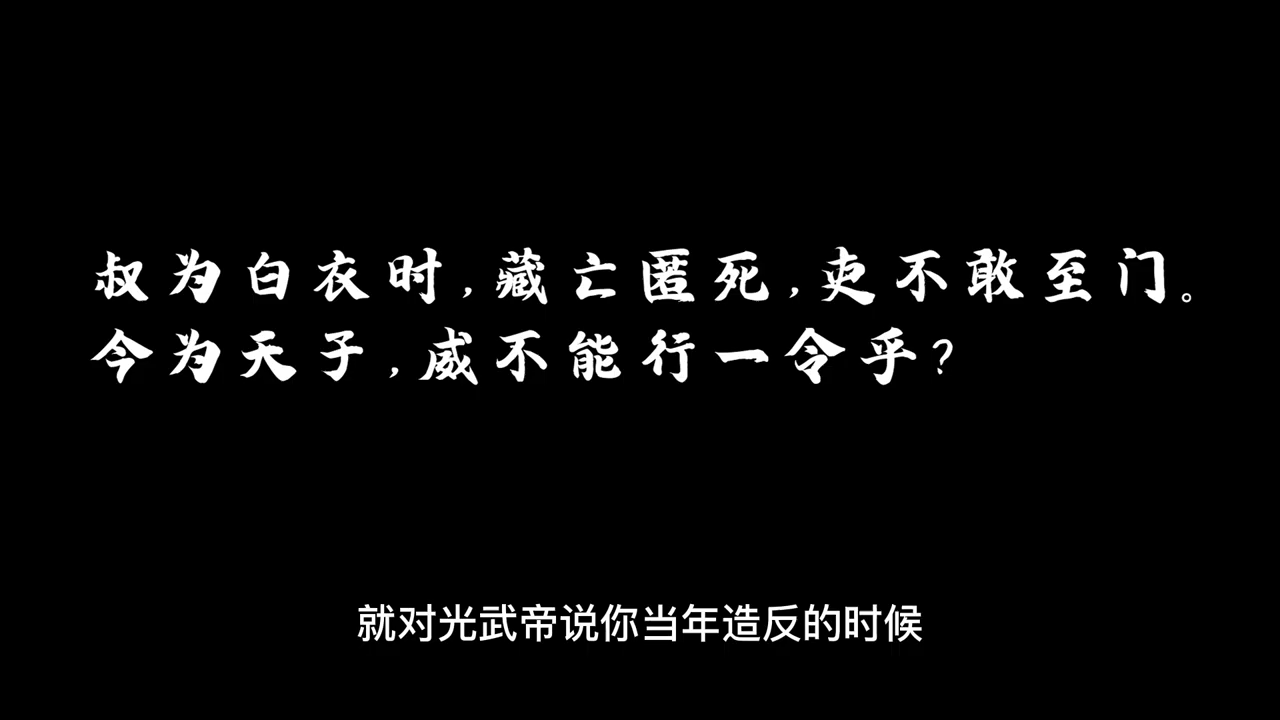 叔为白衣时,藏亡匿死,吏不敢至门。
今为天子,威不能行一令乎?
就对光武帝说你当年造反的时候